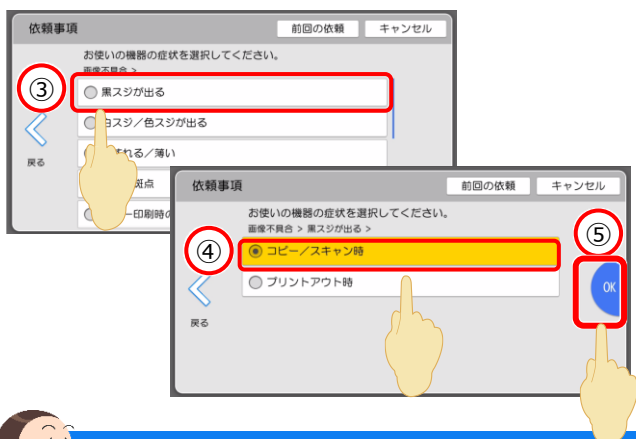 依頼事項 前回の依頼 キャンセル
お使いの機器の症状を選択してください。
画像不具合 >
③
黒スジが出る
白スジ／色スジが出る
れる／薄い
戻る
斑点
ー印刷時の
依頼事項 前回の依頼 キャンセル
お使いの機器の症状を選択してください。
画像不具合 > 黒スジが出る >
④
コピー／スキャン時
⑤
プリントアウト時
OK
戻る